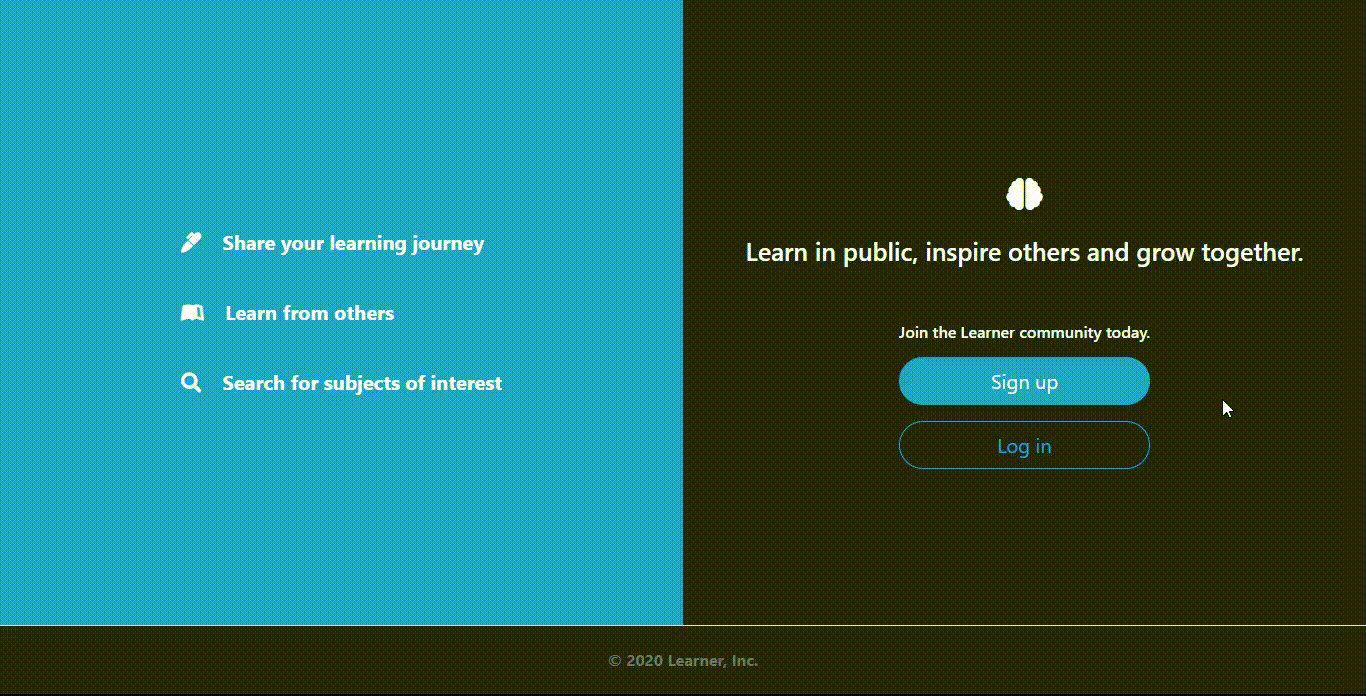 Share your learning journey
Learn from others
Search for subjects of interest
Learn in public, inspire others and grow together.
Join the Learner community today.
Sign up
Log in
© 2020 Learner, Inc.